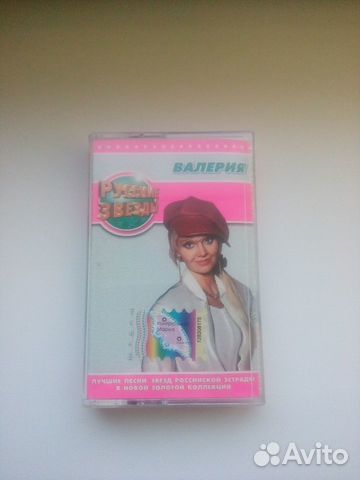 ВАЛЕРИЯ
РУССКИЕ
ЗВЕЗДЫ
ЛУЧШИЕ ПЕСНИ ЗВЕЗД РОССИЙСКОЙ ЭСТРАДЫ
В НОВОЙ ЗОЛОТОЙ КОЛЛЕКЦИИ
Avito